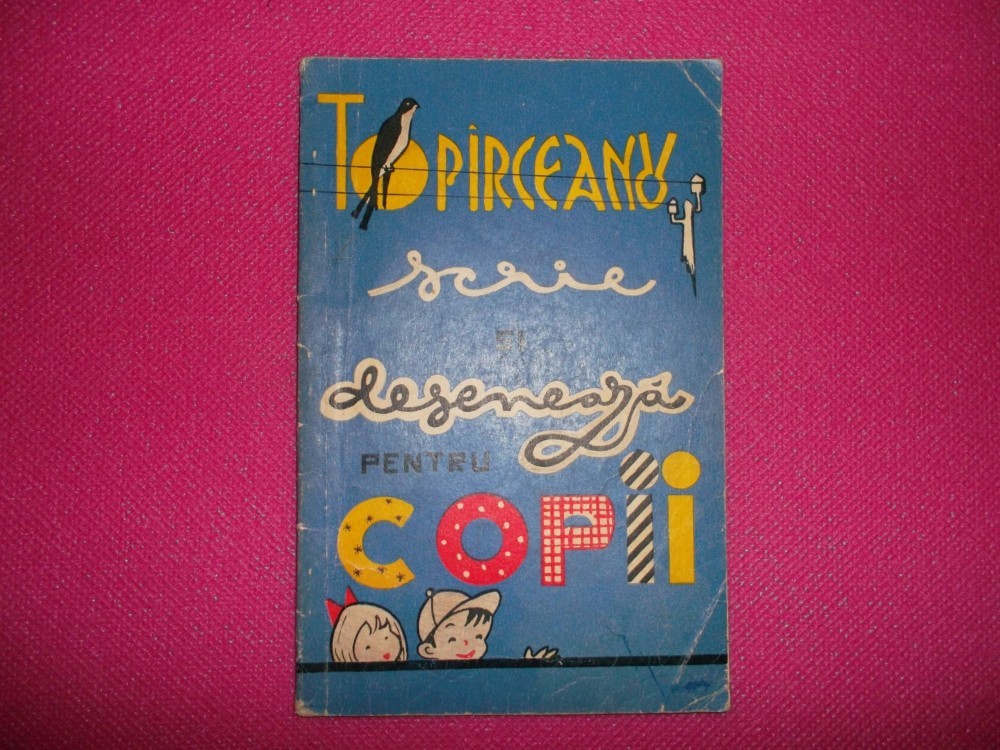 TOPÎRCEANU
scrie
ȘI
desenează
PENTRU
COPII